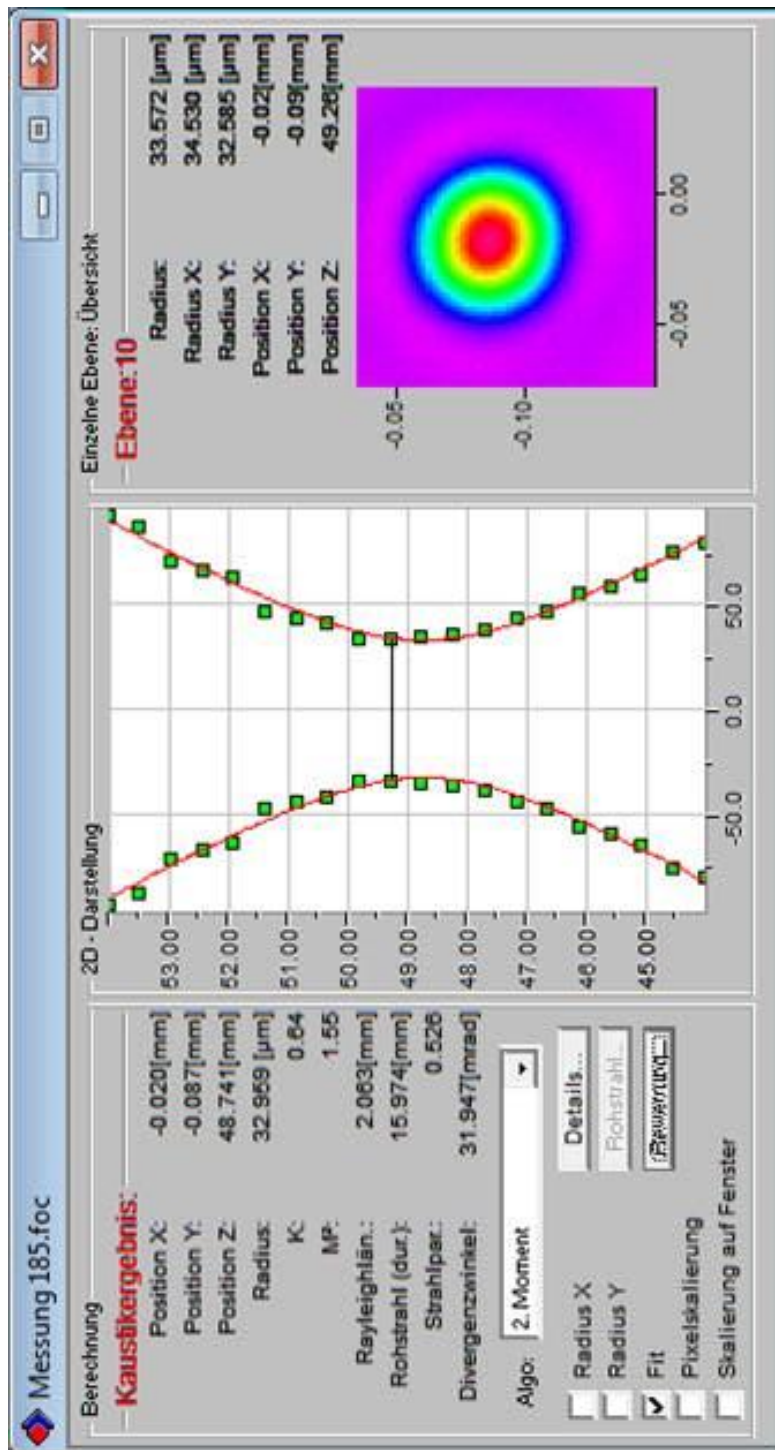 Messung 185.foc
Berechnung
Kaustikergebnis:
Position X: -0.020[mm]
Position Y: -0.087[mm]
Position Z: 48.741[mm]
Radius: 32.959 [µm]
K: 0.64
M²: 1.55
Rayleighlän.: 2.063[mm]
Rohstrahl (dur.): 15.974[mm]
Strahlpar.: 0.526
Divergenzwinkel: 31.947[mrad]
Algo: 2. Moment
Radius X
Radius Y
Fit
Pixelskalierung
Skalierung auf Fenster
Details...
Rohstrahl...
2D - Darstellung
53.00
52.00
51.00
50.00
49.00
48.00
47.00
46.00
45.00
-50.0
0.0
50.0
Einzelne Ebene: Übersicht
Ebene:10
Radius: 33.572 [µm]
Radius X: 34.530 [µm]
Radius Y: 32.585 [µm]
Position X: -0.02[mm]
Position Y: -0.09[mm]
Position Z: 49.26[mm]
-0.05
-0.10
-0.05
0.00